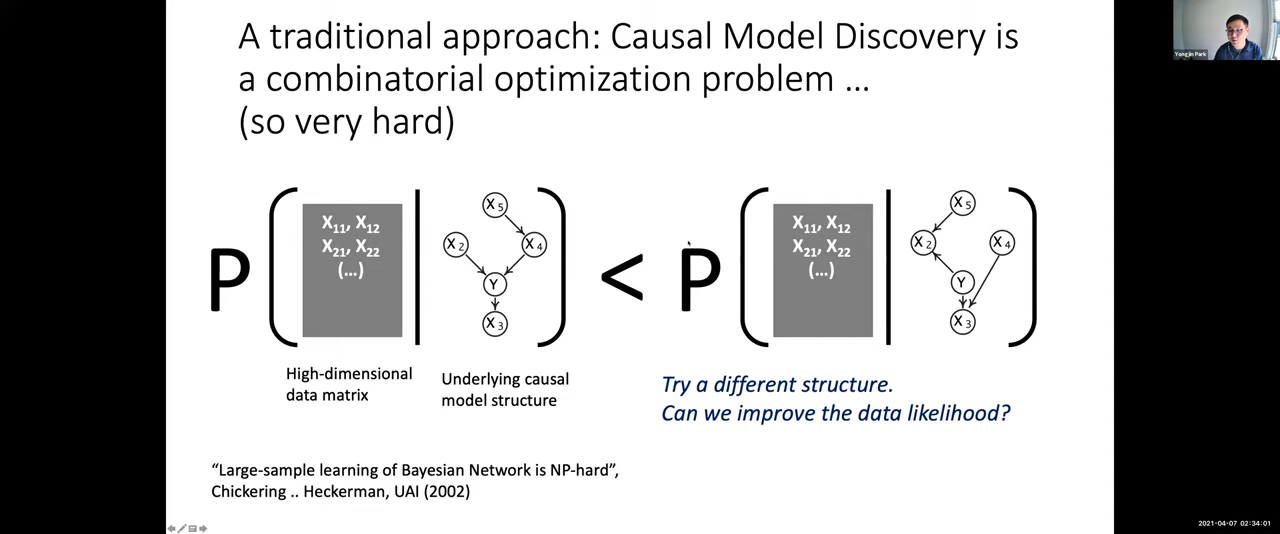 A traditional approach: Causal Model Discovery is
a combinatorial optimization problem …
(so very hard)
Yongjin Park
P
X11, X12
X21, X22
(...)
X5
X2
X4
Y
X3
<
P
X11, X12
X21, X22
(...)
X5
X2
X4
Y
X3
High-dimensional
data matrix
Underlying causal
model structure
Try a different structure.
Can we improve the data likelihood?
“Large-sample learning of Bayesian Network is NP-hard”,
Chickering .. Heckerman, UAI (2002)
2021-04-07 02:34:01